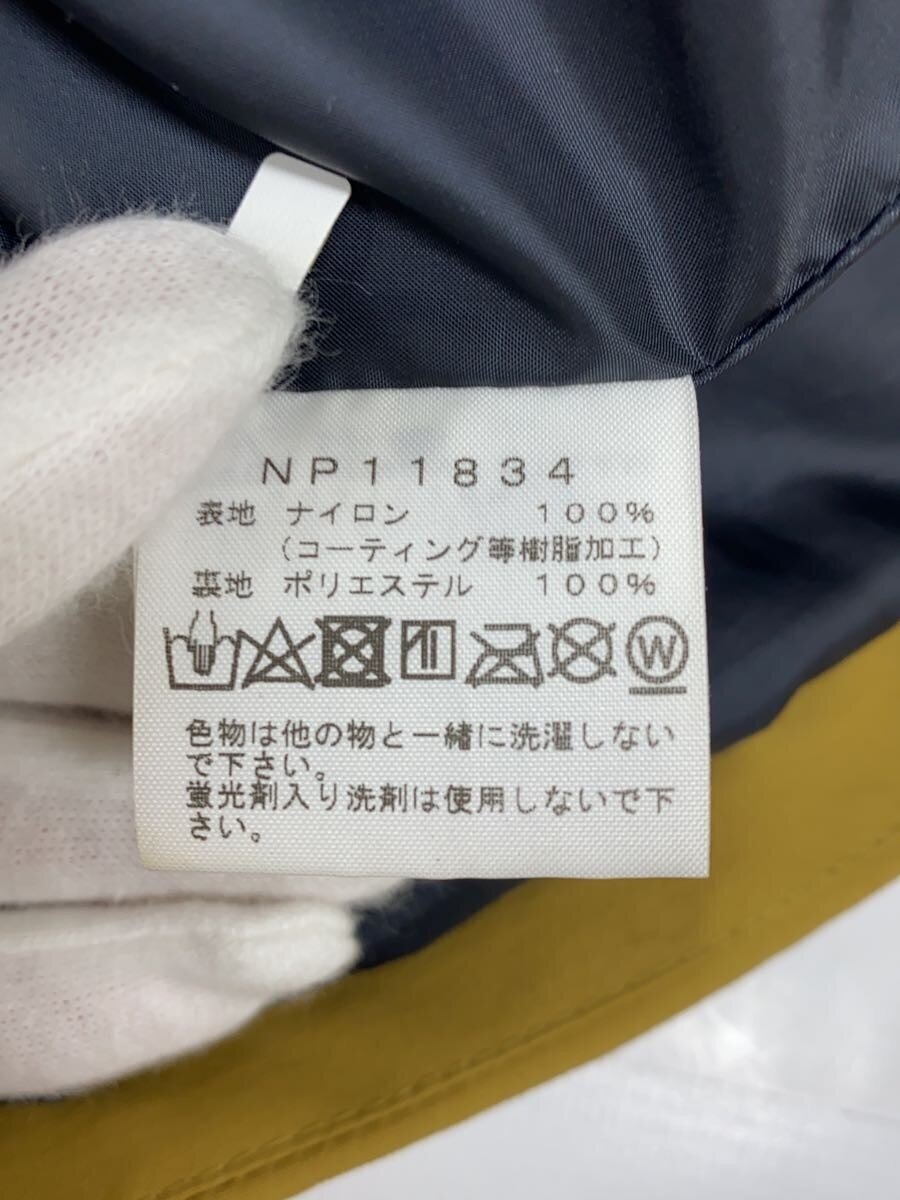 NP11834
表地 ナイロン 100%
(コーティング等樹脂加工)
裏地 ポリエステル 100%
W
色物は他の物と一緒に洗濯しない
で下さい。
蛍光剤入り洗剤は使用しないで下
さい。